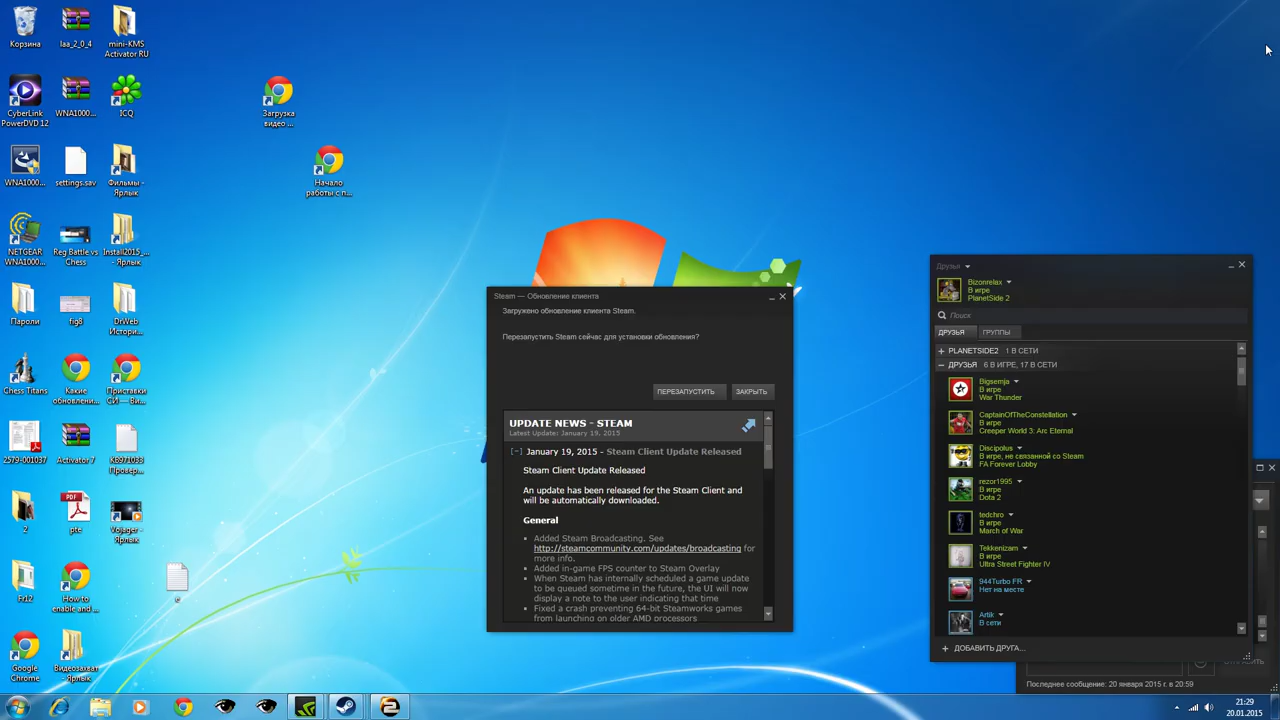 Корзина
laa_2_0_4
mini-KMS
Activator RU
CyberLink
PowerDVD 12
WNA1000...
ICQ
Загрузка
видео ...
WNA1000...
settings.sav
Фильмы -
Ярлык
Начало
работы с п...
NETGEAR
WNA1000...
Reg Battle vs
Chess
Install2015_...
- Ярлык
Пароли
fig8
DrWeb
Истори...
Chess Titans
Какие
обновлени...
Приставки
СИ — Ви...
2579-001037
Activator 7
KB971033
Провер...
2
pte
Vojager -
Ярлык
Fr12
How to
enable and ...
e
Google
Chrome
Видеозахват
- Ярлык
Steam — Обновление клиента
Загружено обновление клиента Steam.
Перезапустить Steam сейчас для установки обновления?
ПЕРЕЗАПУСТИТЬ
ЗАКРЫТЬ
UPDATE NEWS - STEAM
Latest Update: January 19, 2015
[-] January 19, 2015 - Steam Client Update Released
Steam Client Update Released
An update has been released for the Steam Client and
will be automatically downloaded.
General
Added Steam Broadcasting. See
http://steamcommunity.com/updates/broadcasting for
more info.
Added in-game FPS counter to Steam Overlay
When Steam has internally scheduled a game update
to be queued sometime in the future, the UI will now
display a note to the user indicating that time
Fixed a crash preventing 64-bit Steamworks games
from launching on older AMD processors
Друзья
Bizonrelax
В игре
PlanetSide 2
Поиск
ДРУЗЬЯ
ГРУППЫ
PLANETSIDE2 1 В СЕТИ
ДРУЗЬЯ 6 В ИГРЕ, 17 В СЕТИ
Bigsemja
В игре
War Thunder
CaptainOfTheConstellation
В игре
Creeper World 3: Arc Eternal
Discipolus
В игре, не связанной со Steam
FA Forever Lobby
rezor1995
В игре
Dota 2
tedchro
В игре
March of War
Tekkenizam
В игре
Ultra Street Fighter IV
944Turbo FR
Нет на месте
Artik
В сети
ДОБАВИТЬ ДРУГА...
ОТПРАВИТЬ
Последнее сообщение: 20 января 2015 г. в 20:59
21:29
20.01.2015